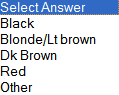 Select Answer
Black
Blonde/Lt brown
Dk Brown
Red
Other